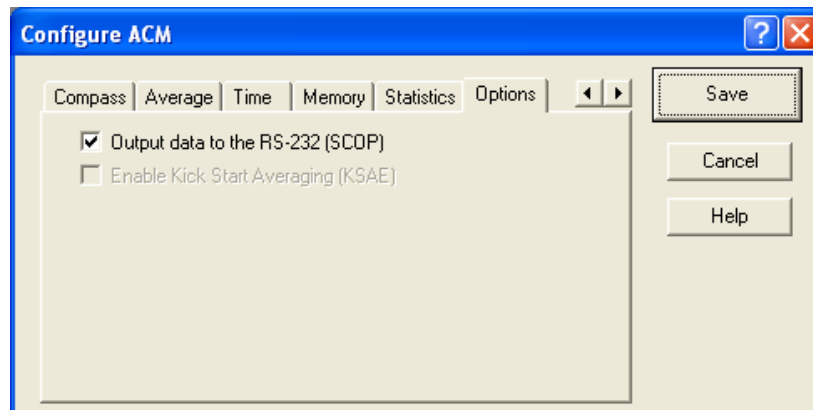 Configure ACM
Compass Average Time Memory Statistics Options
Save
Output data to the RS-232 (SCOP)
Enable Kick Start Averaging (KSAE)
Cancel
Help